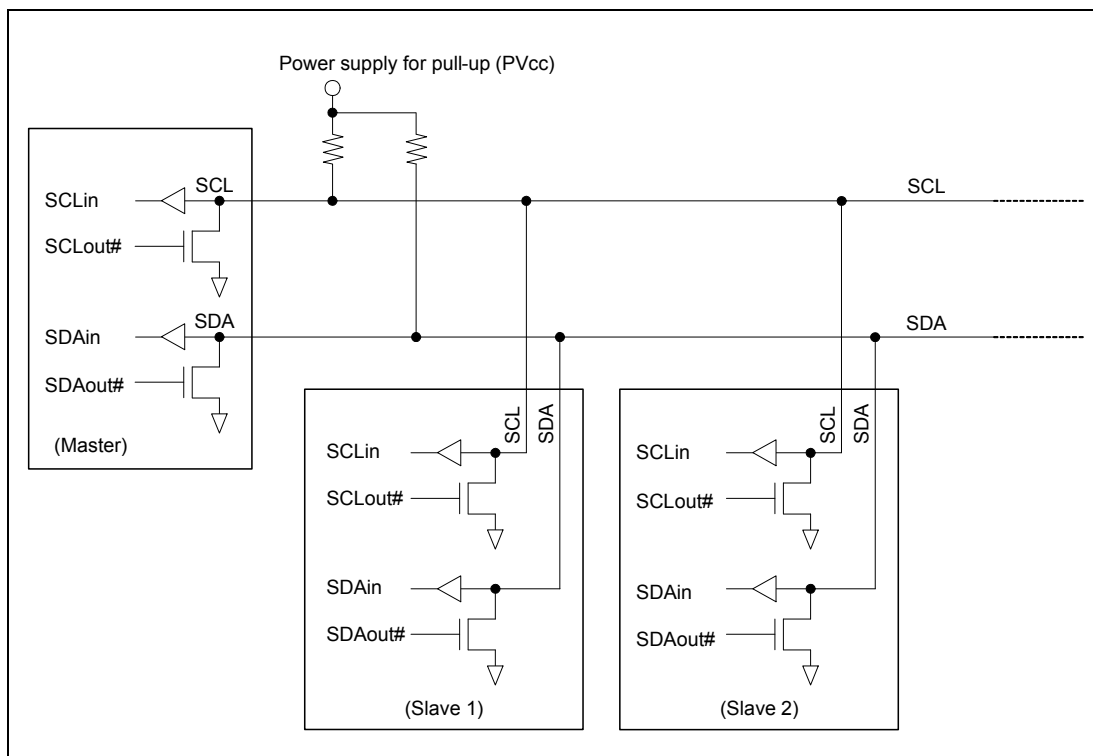 Power supply for pull-up (PVcc)
SCL
SCLin
SCLout#
SDA
SDAin
SDAout#
(Master)
SCL
SDA
SCL
SDA
SCLin
SCLout#
SDAin
SDAout#
(Slave 1)
SCL
SDA
SCLin
SCLout#
SDAin
SDAout#
(Slave 2)